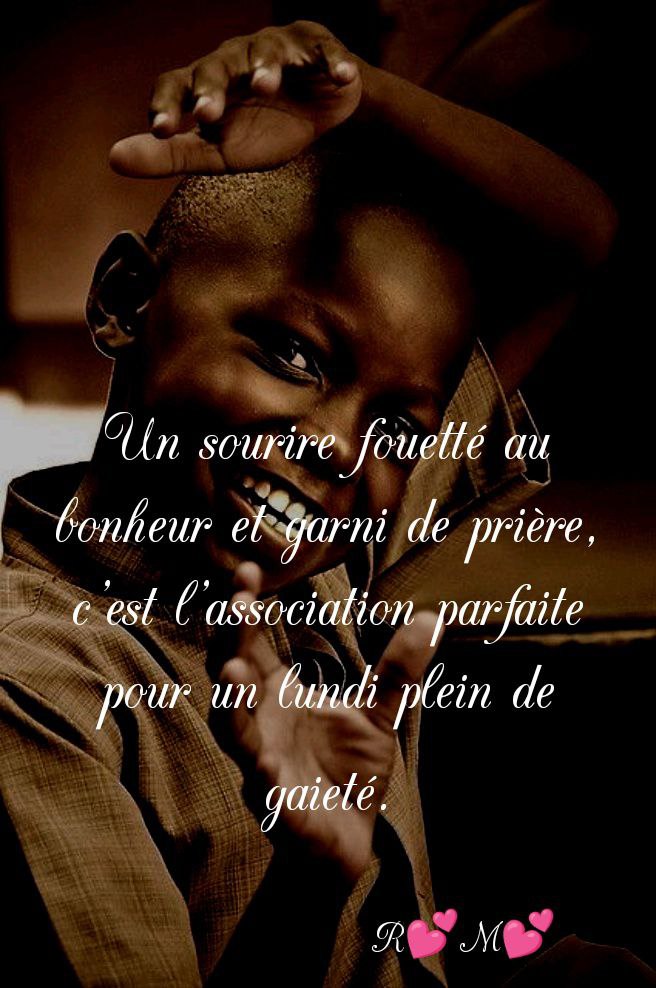 Un sourire fouetté au
bonheur et garni de prière,
c'est l'association parfaite
pour un lundi plein de
gaieté.
R💕M💕